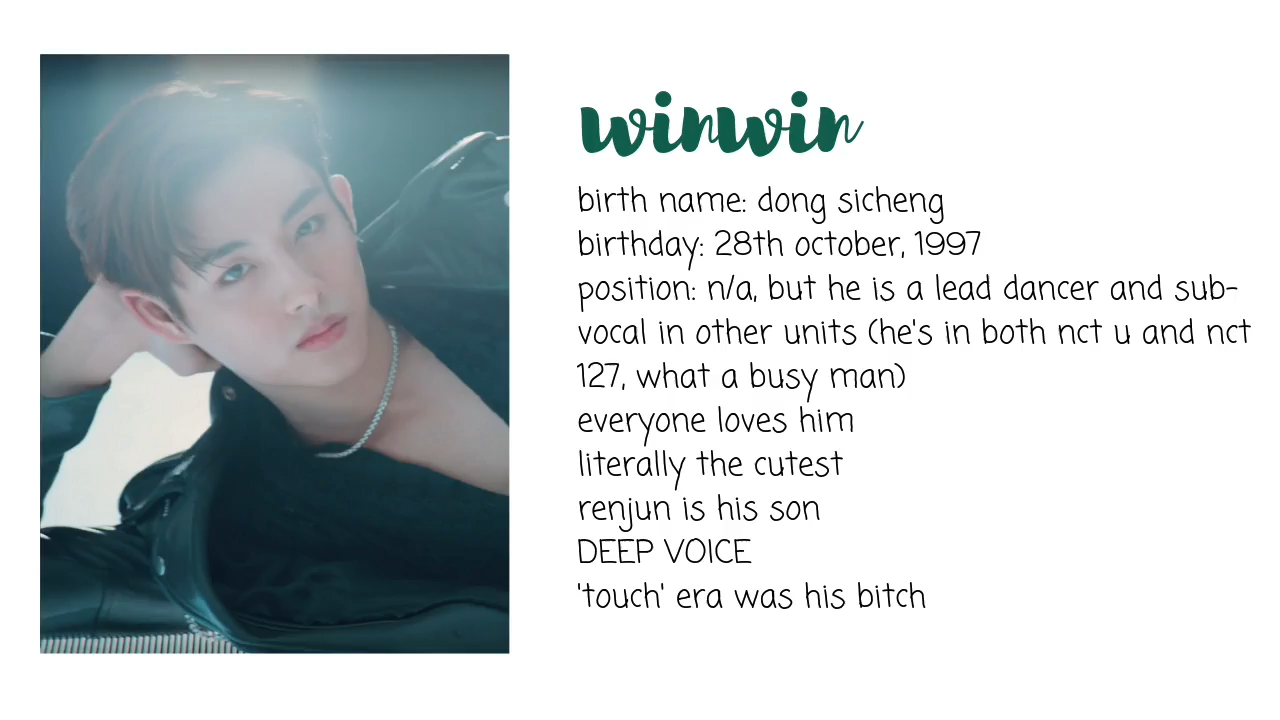 winwin
birth name: dong sicheng
birthday: 28th october, 1997
position: n/a, but he is a lead dancer and sub-
vocal in other units (he's in both nct u and nct
127, what a busy man)
everyone loves him
literally the cutest
renjun is his son
DEEP VOICE
'touch' era was his bitch